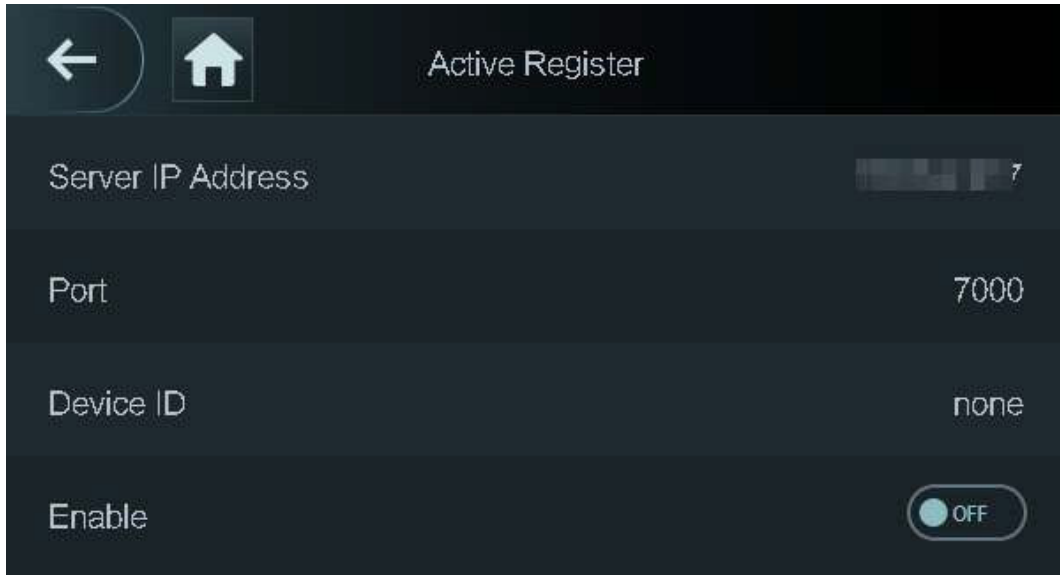 Active Register
Server IP Address
Port 7000
Device ID none
Enable OFF